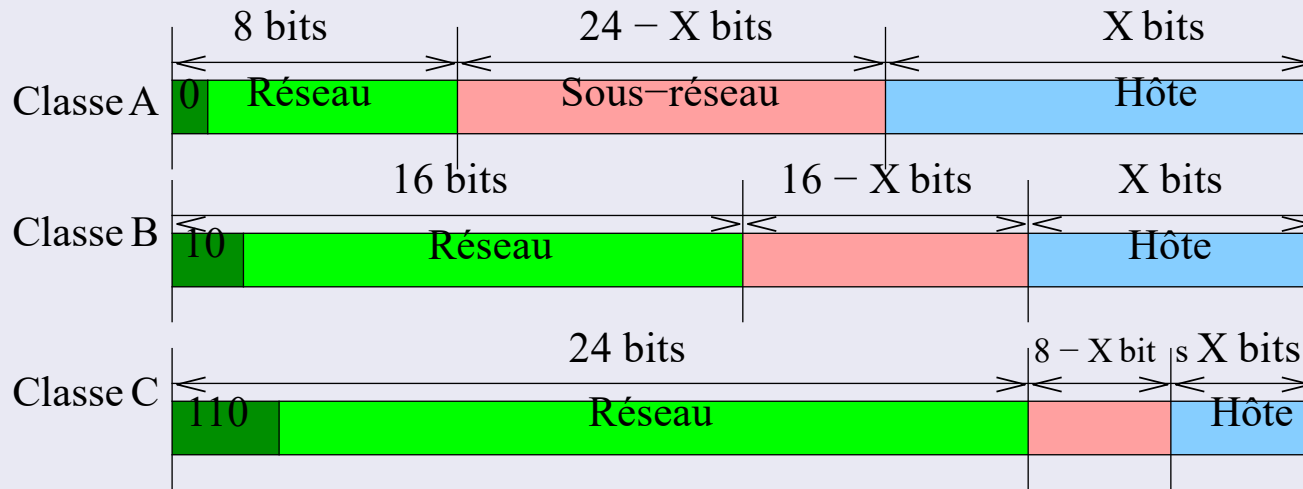 8 bits 24 − X bits X bits
Classe A 0 Réseau Sous−réseau Hôte
16 bits 16 − X bits X bits
Classe B 10 Réseau Hôte
24 bits 8 − X bit s X bits
Classe C 110 Réseau Hôte